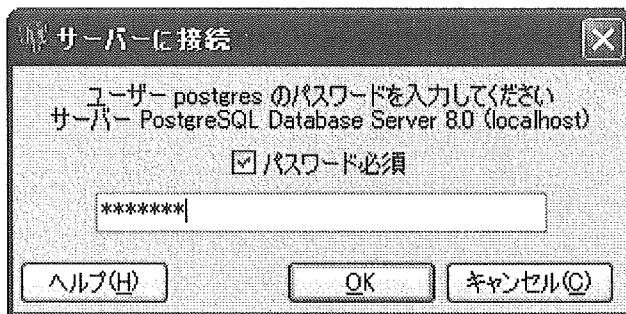 サーバーに接続
ユーザー postgres のパスワードを入力してください
サーバー PostgreSQL Database Server 8.0 (localhost)
パスワード必須
*******
ヘルプ(H)
OK
キャンセル(C)